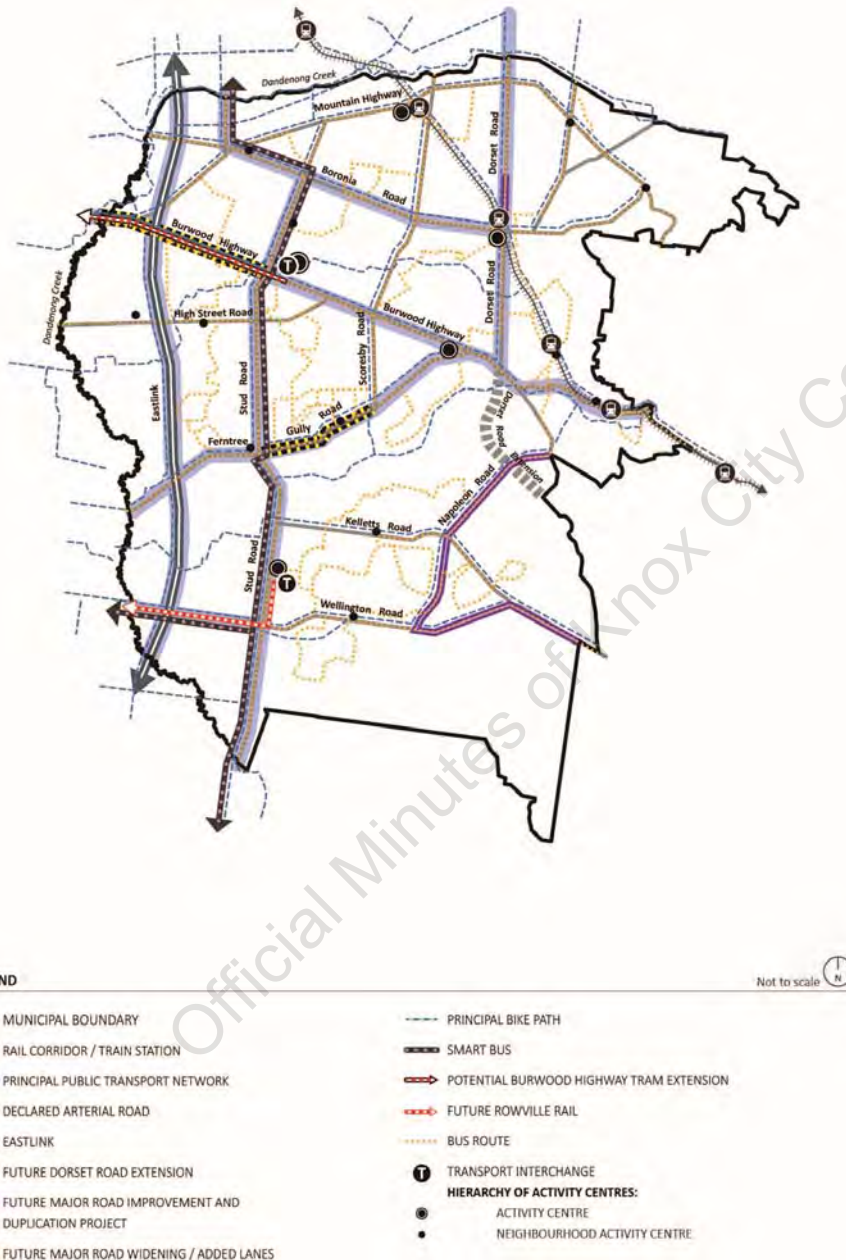 Dandenong Creek
Mountain Highway
Dorset Road
Boronia Road
Burwood Highway
Dandenong Creek
T
High Street Road
Burwood Highway
Dorset Road
Scoresby Road
Eastlink
Stud Road
Gully Road
Ferntree
Dorset Road Extension
Napoleon Road
Kelletts Road
Stud Road
T
Wellington Road
Official Minutes of Knox City Co
ND
Not to scale
N
MUNICIPAL BOUNDARY
RAIL CORRIDOR / TRAIN STATION
PRINCIPAL PUBLIC TRANSPORT NETWORK
DECLARED ARTERIAL ROAD
EASTLINK
FUTURE DORSET ROAD EXTENSION
FUTURE MAJOR ROAD IMPROVEMENT AND
DUPLICATION PROJECT
FUTURE MAJOR ROAD WIDENING / ADDED LANES
PRINCIPAL BIKE PATH
SMART BUS
POTENTIAL BURWOOD HIGHWAY TRAM EXTENSION
FUTURE ROWVILLE RAIL
BUS ROUTE
T TRANSPORT INTERCHANGE
HIERARCHY OF ACTIVITY CENTRES:
ACTIVITY CENTRE
NEIGHBOURHOOD ACTIVITY CENTRE